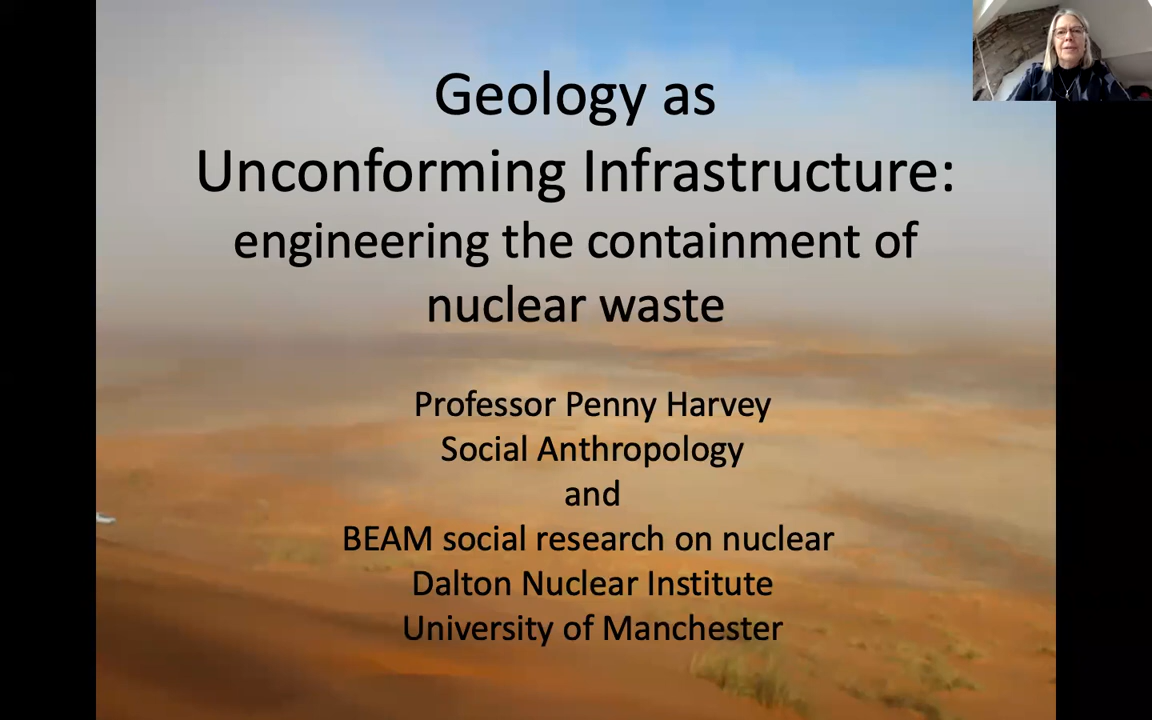 Geology as
Unconforming Infrastructure:
engineering the containment of
nuclear waste
Professor Penny Harvey
Social Anthropology
and
BEAM social research on nuclear
Dalton Nuclear Institute
University of Manchester